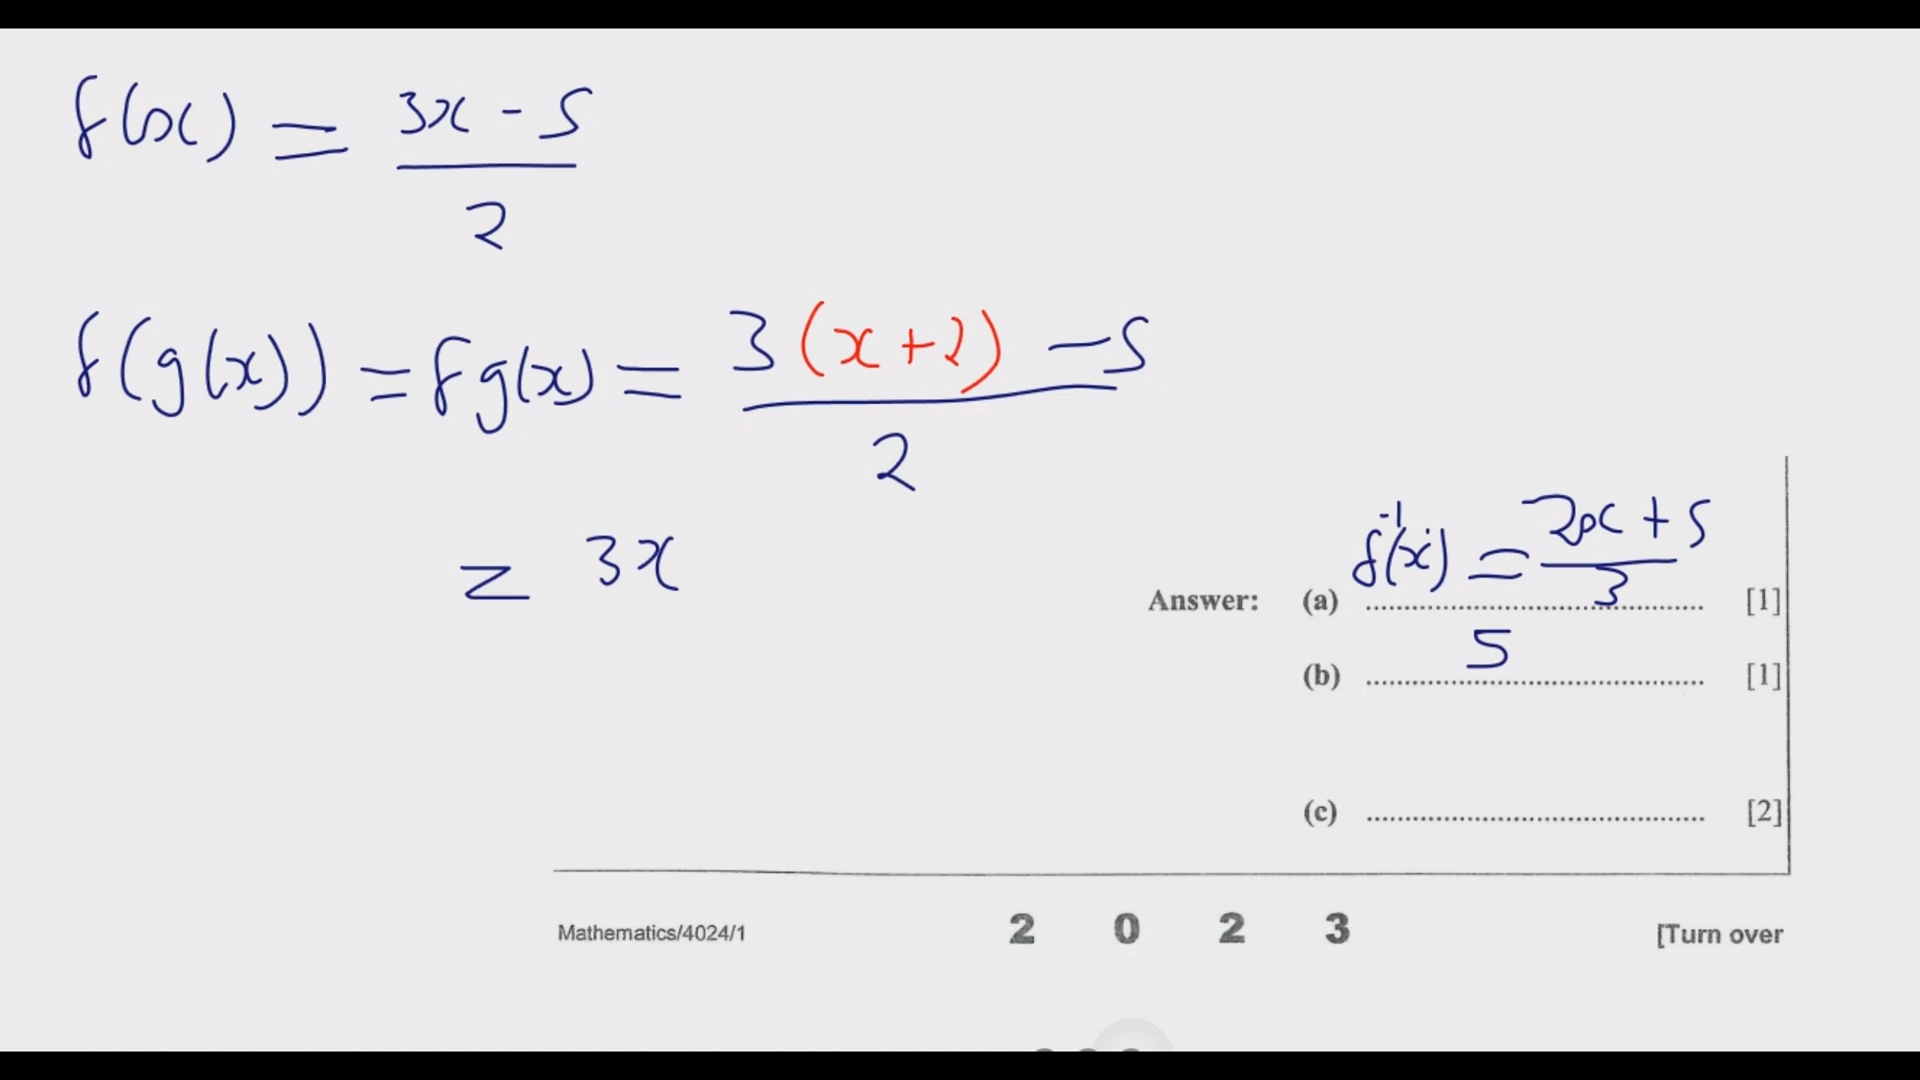 f(x) = 3x - 5
2
f(g(x)) = fg(x) = 3 (x+2) - 5
2
= 3x
f⁻¹(x) = 2x + 5
3
Answer: (a) ............................................ [1]
5
(b) ............................................ [1]
(c) ............................................ [2]
Mathematics/4024/1 2 0 2 3 [Turn over